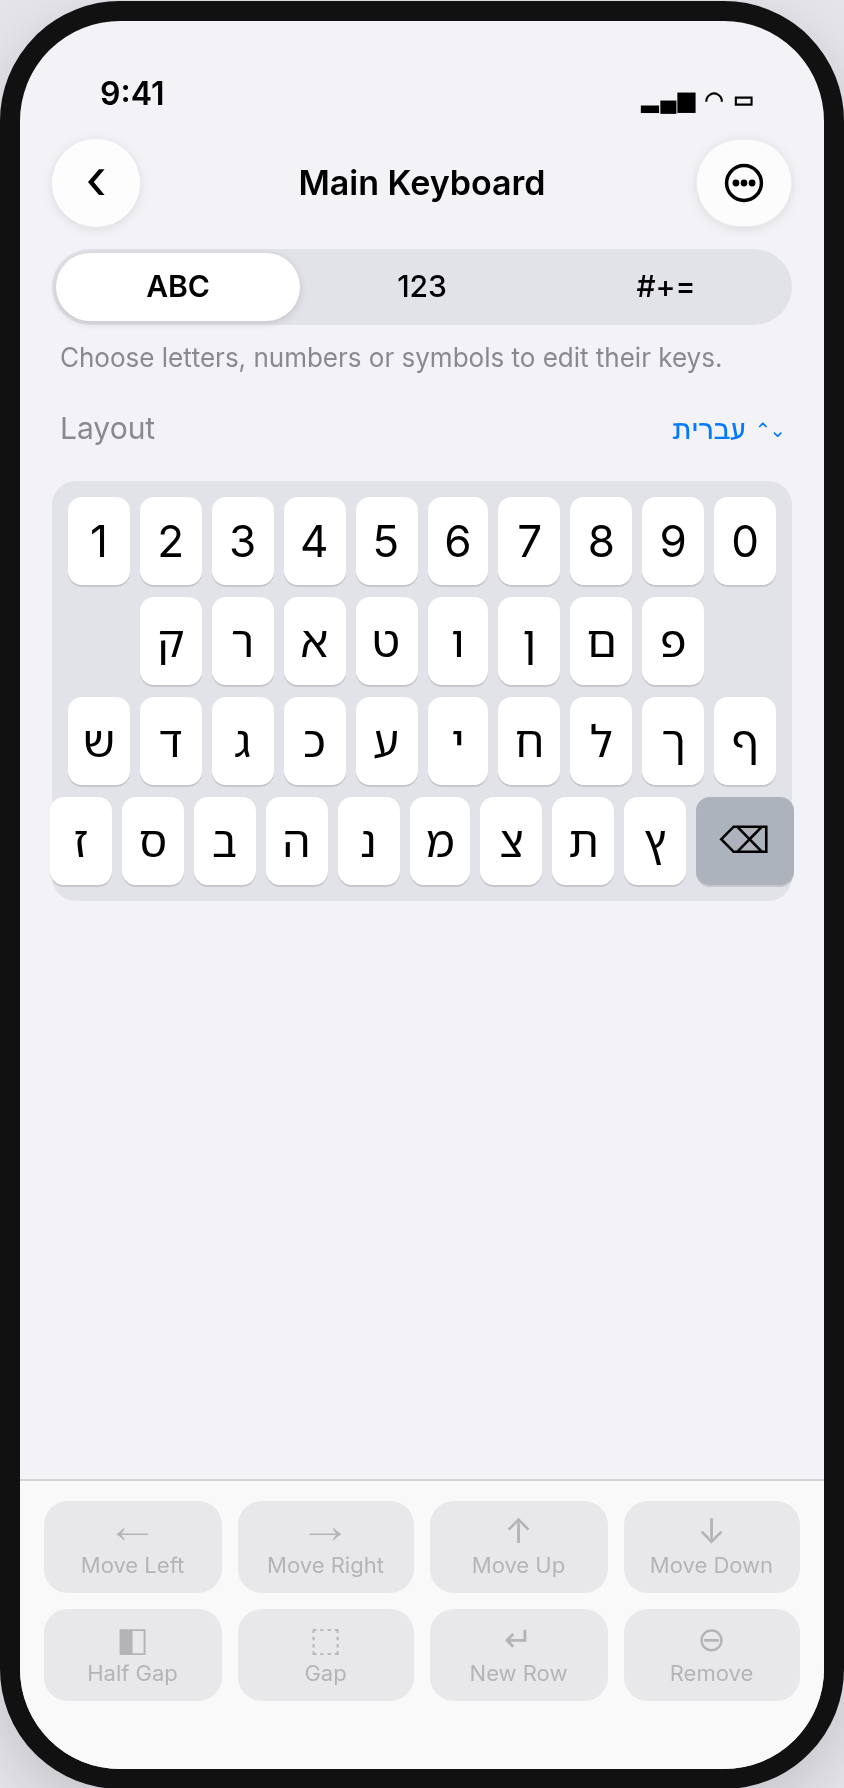 9:41
Main Keyboard
ABC 123 #+=
Choose letters, numbers or symbols to edit their keys.
Layout עברית
1 2 3 4 5 6 7 8 9 0
ק ר א ט ו ן ם פ
ש ד ג כ ע י ח ל ך ף
ז ס ב ה נ מ צ ת ץ ⌫
Move Left Move Right Move Up Move Down
Half Gap Gap New Row Remove